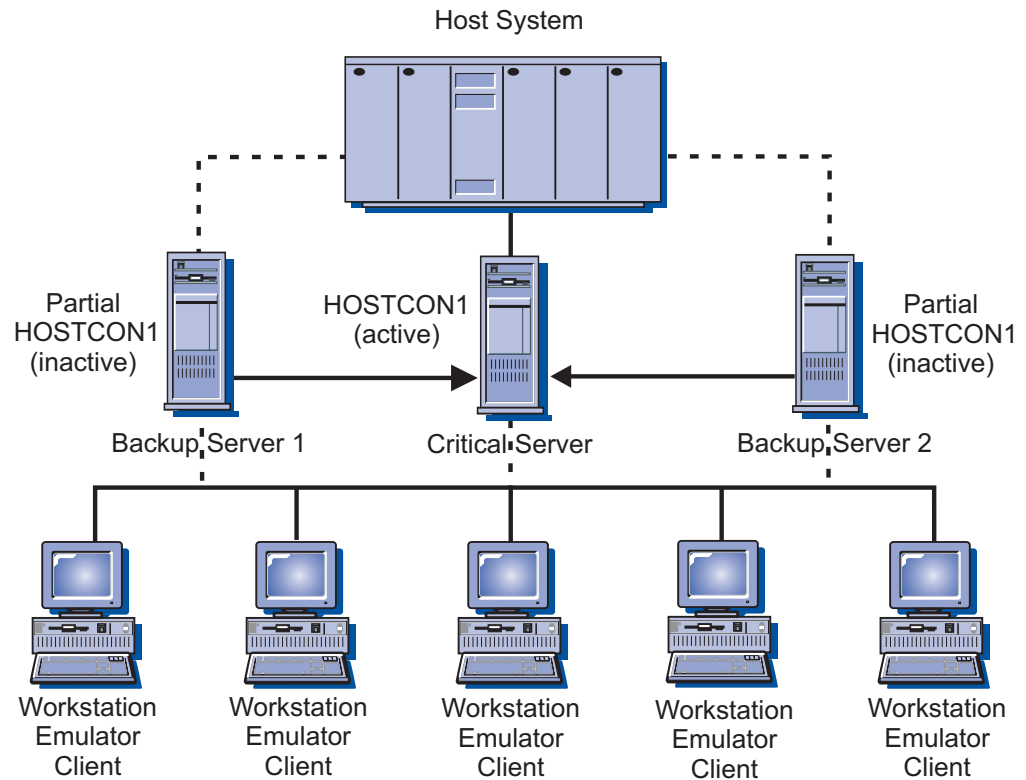 Host System
Partial
HOSTCON1
(inactive)
HOSTCON1
(active)
Partial
HOSTCON1
(inactive)
Backup Server 1
Critical Server
Backup Server 2
Workstation
Emulator
Client
Workstation
Emulator
Client
Workstation
Emulator
Client
Workstation
Emulator
Client
Workstation
Emulator
Client